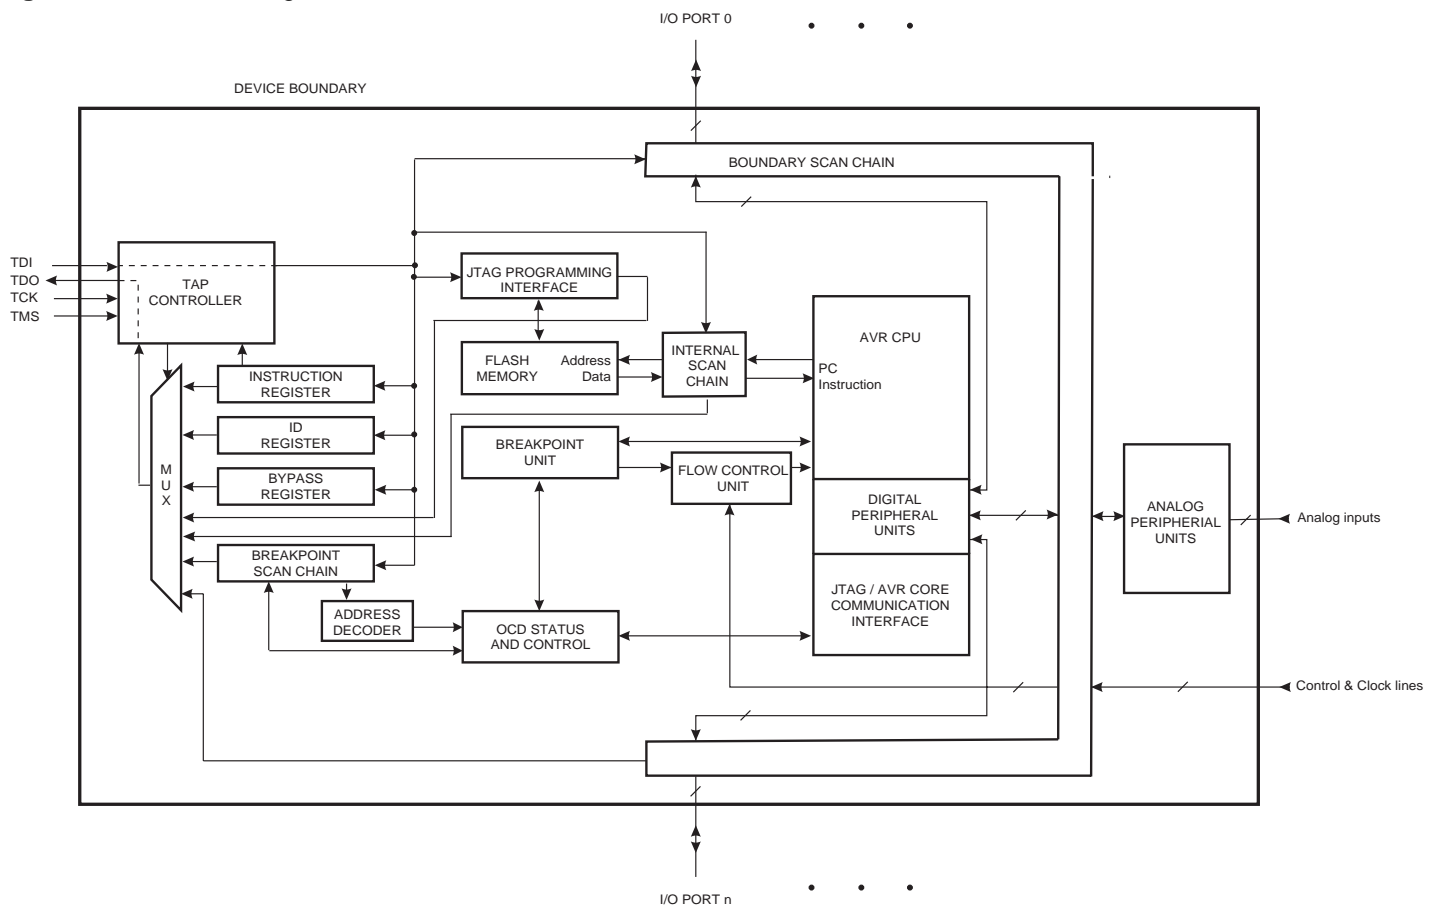 I/O PORT 0
DEVICE BOUNDARY
BOUNDARY SCAN CHAIN
TDI
TDO
TCK
TMS
TAP
CONTROLLER
JTAG PROGRAMMING
INTERFACE
AVR CPU
FLASH
MEMORY
Address
Data
INTERNAL
SCAN
CHAIN
PC
Instruction
INSTRUCTION
REGISTER
ID
REGISTER
M
U
X
BYPASS
REGISTER
BREAKPOINT
UNIT
FLOW CONTROL
UNIT
DIGITAL
PERIPHERAL
UNITS
ANALOG
PERIPHERIAL
UNITS
Analog inputs
BREAKPOINT
SCAN CHAIN
ADDRESS
DECODER
OCD STATUS
AND CONTROL
JTAG / AVR CORE
COMMUNICATION
INTERFACE
Control & Clock lines
I/O PORT n